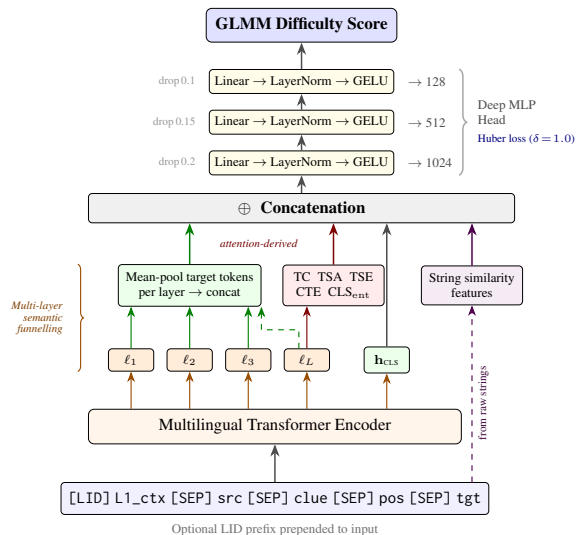 GLMM Difficulty Score
drop 0.1 Linear → LayerNorm → GELU → 128
drop 0.15 Linear → LayerNorm → GELU → 512
drop 0.2 Linear → LayerNorm → GELU → 1024
Deep MLP
Head
Huber loss (δ = 1.0)
⊕ Concatenation
attention-derived
Mean-pool target tokens
per layer → concat
TC TSA TSE
CTE CLS_ent
String similarity
features
Multi-layer
semantic
funnelling
ℓ₁ ℓ₂ ℓ₃ ℓ_L h_CLS
from raw strings
Multilingual Transformer Encoder
[LID] L1_ctx [SEP] src [SEP] clue [SEP] pos [SEP] tgt
Optional LID prefix prepended to input